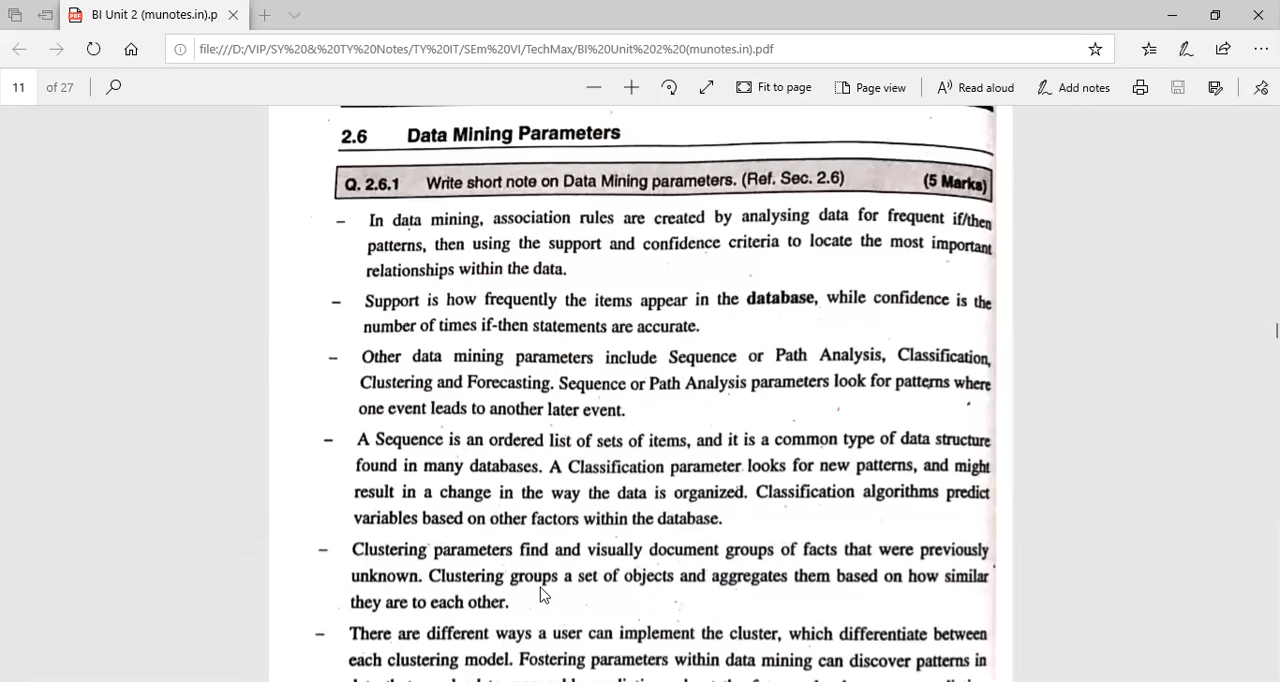 BI Unit 2 (munotes.in).p
file:///D:/VIP/SY%20&%20TY%20Notes/TY%20IT/SEm%20VI/TechMax/BI%20Unit%202%20(munotes.in).pdf
11 of 27 Fit to page Page view Read aloud Add notes
2.6 Data Mining Parameters
Q. 2.6.1 Write short note on Data Mining parameters. (Ref. Sec. 2.6) (5 Marks)
– In data mining, association rules are created by analysing data for frequent if/then
patterns, then using the support and confidence criteria to locate the most important
relationships within the data.
– Support is how frequently the items appear in the database, while confidence is the
number of times if-then statements are accurate.
– Other data mining parameters include Sequence or Path Analysis, Classification,
Clustering and Forecasting. Sequence or Path Analysis parameters look for patterns where
one event leads to another later event.
– A Sequence is an ordered list of sets of items, and it is a common type of data structure
found in many databases. A Classification parameter looks for new patterns, and might
result in a change in the way the data is organized. Classification algorithms predict
variables based on other factors within the database.
– Clustering parameters find and visually document groups of facts that were previously
unknown. Clustering groups a set of objects and aggregates them based on how similar
they are to each other.
– There are different ways a user can implement the cluster, which differentiate between
each clustering model. Fostering parameters within data mining can discover patterns in